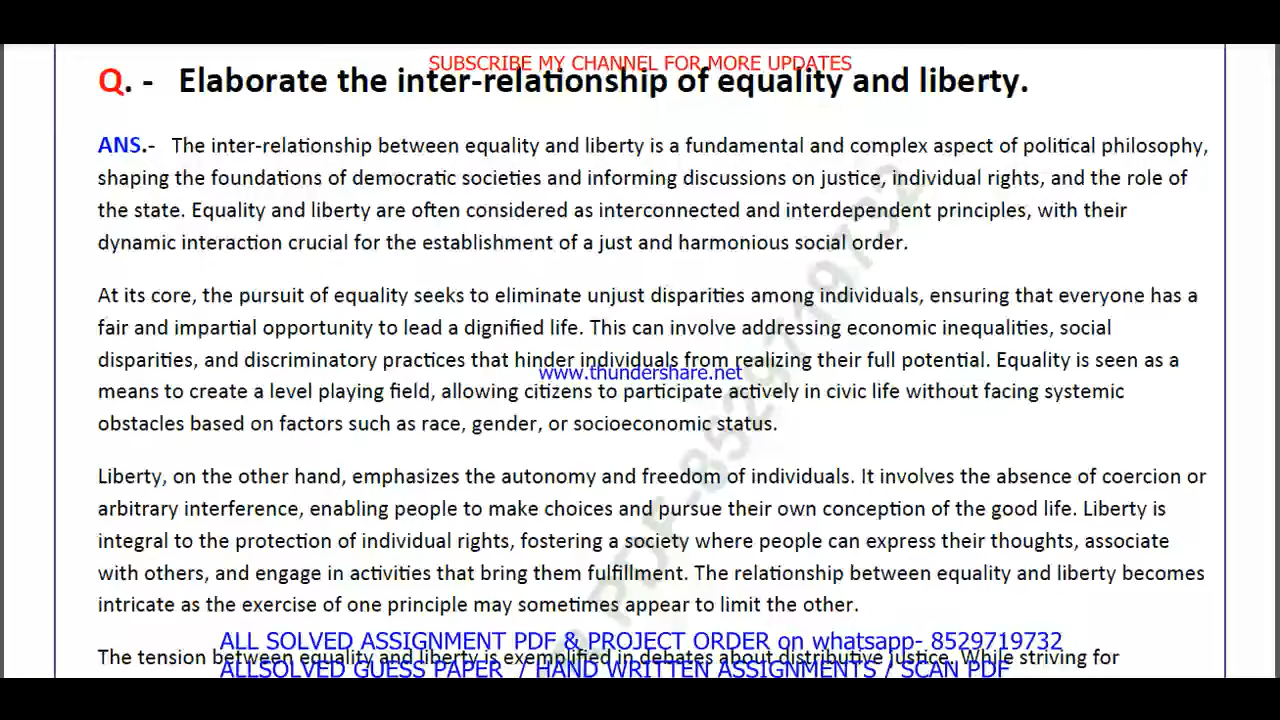 SUBSCRIBE MY CHANNEL FOR MORE UPDATES
Q. - Elaborate the inter-relationship of equality and liberty.
ANS.- The inter-relationship between equality and liberty is a fundamental and complex aspect of political philosophy,
shaping the foundations of democratic societies and informing discussions on justice, individual rights, and the role of
the state. Equality and liberty are often considered as interconnected and interdependent principles, with their
dynamic interaction crucial for the establishment of a just and harmonious social order.
At its core, the pursuit of equality seeks to eliminate unjust disparities among individuals, ensuring that everyone has a
fair and impartial opportunity to lead a dignified life. This can involve addressing economic inequalities, social
disparities, and discriminatory practices that hinder individuals from realizing their full potential. Equality is seen as a
www.thundershare.net
means to create a level playing field, allowing citizens to participate actively in civic life without facing systemic
obstacles based on factors such as race, gender, or socioeconomic status.
Liberty, on the other hand, emphasizes the autonomy and freedom of individuals. It involves the absence of coercion or
arbitrary interference, enabling people to make choices and pursue their own conception of the good life. Liberty is
integral to the protection of individual rights, fostering a society where people can express their thoughts, associate
with others, and engage in activities that bring them fulfillment. The relationship between equality and liberty becomes
intricate as the exercise of one principle may sometimes appear to limit the other.
ALL SOLVED ASSIGNMENT PDF & PROJECT ORDER on whatsapp- 8529719732
The tension between equality and liberty is exemplified in debates about distributive justice. While striving for
ALLSOLVED GUESS PAPER / HAND WRITTEN ASSIGNMENTS / SCAN PDF
PDF-8529719732